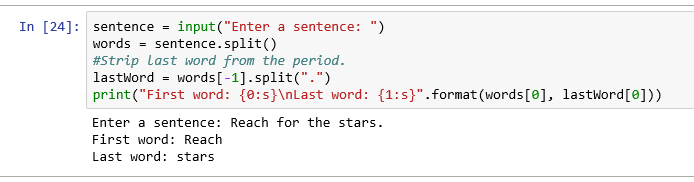 In [24]: sentence = input("Enter a sentence: ")
words = sentence.split()
#Strip last word from the period.
lastWord = words[-1].split(".")
print("First word: {0:s}\nLast word: {1:s}".format(words[0], lastWord[0]))
Enter a sentence: Reach for the stars.
First word: Reach
Last word: stars